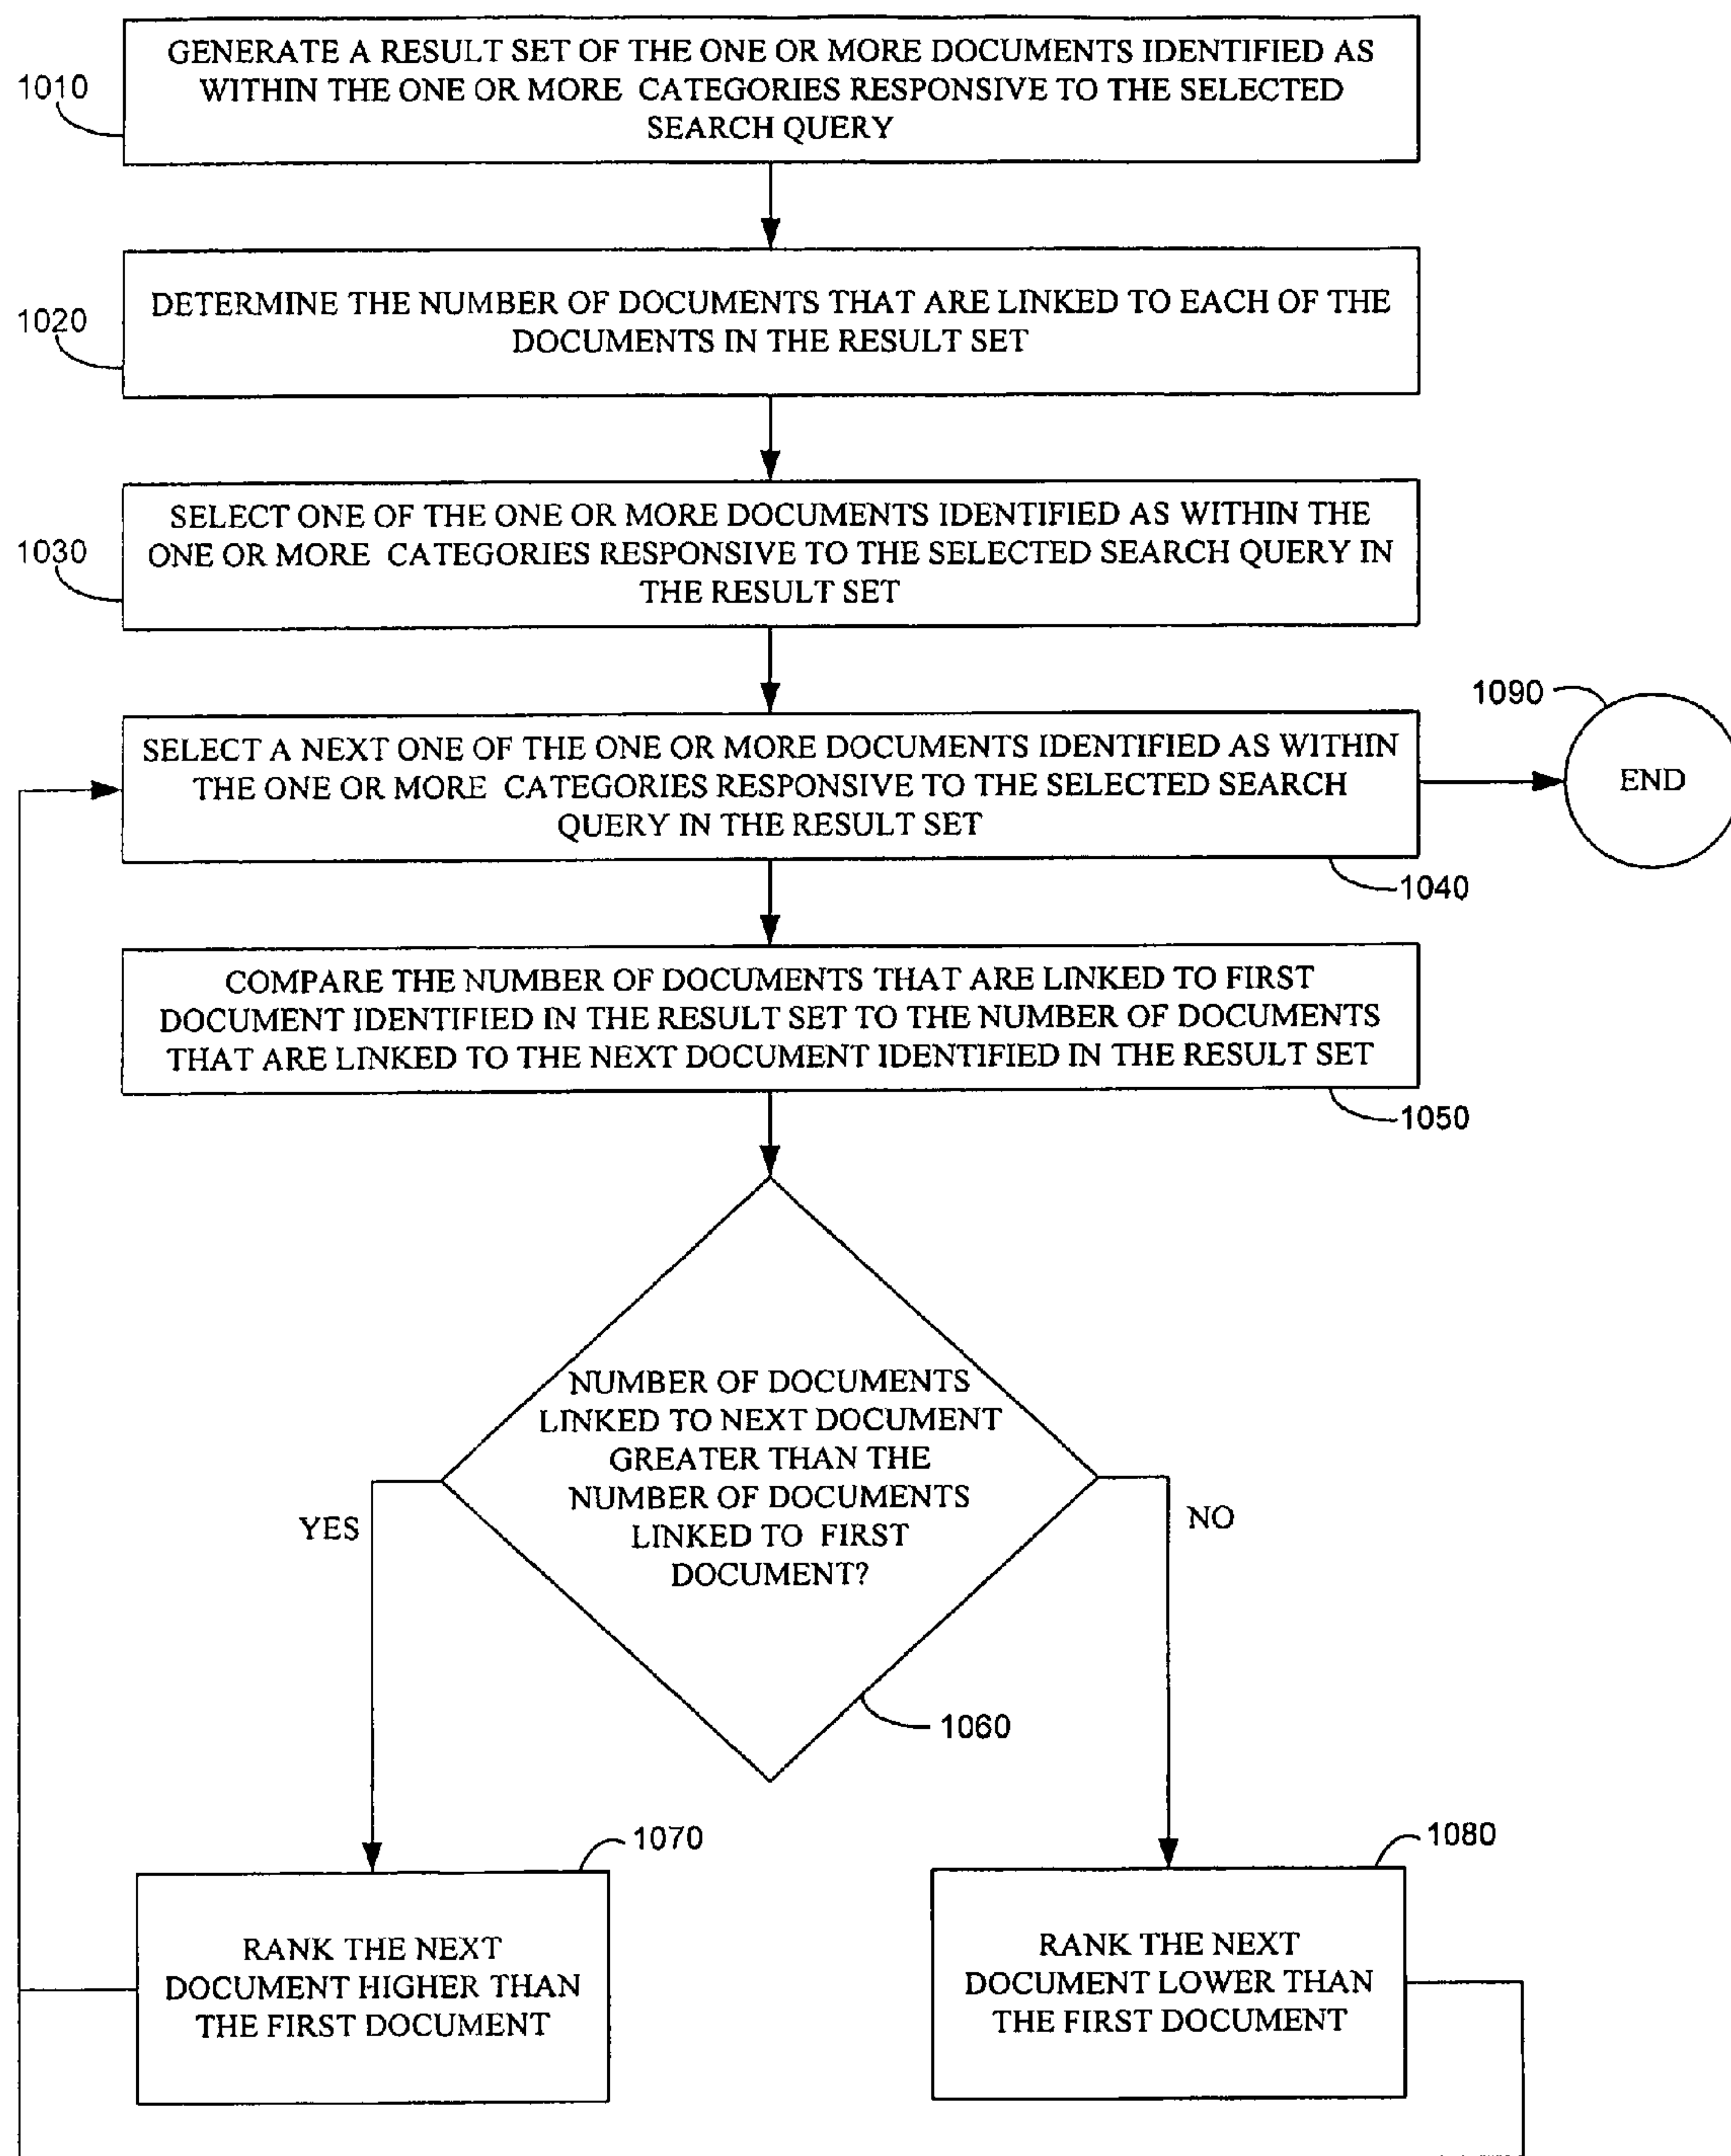 GENERATE A RESULT SET OF THE ONE OR MORE DOCUMENTS IDENTIFIED AS
WITHIN THE ONE OR MORE CATEGORIES RESPONSIVE TO THE SELECTED
SEARCH QUERY
1010
DETERMINE THE NUMBER OF DOCUMENTS THAT ARE LINKED TO EACH OF THE
DOCUMENTS IN THE RESULT SET
1020
SELECT ONE OF THE ONE OR MORE DOCUMENTS IDENTIFIED AS WITHIN THE
ONE OR MORE CATEGORIES RESPONSIVE TO THE SELECTED SEARCH QUERY IN
THE RESULT SET
1030
SELECT A NEXT ONE OF THE ONE OR MORE DOCUMENTS IDENTIFIED AS WITHIN
THE ONE OR MORE CATEGORIES RESPONSIVE TO THE SELECTED SEARCH
QUERY IN THE RESULT SET
1040
1090
END
COMPARE THE NUMBER OF DOCUMENTS THAT ARE LINKED TO FIRST
DOCUMENT IDENTIFIED IN THE RESULT SET TO THE NUMBER OF DOCUMENTS
THAT ARE LINKED TO THE NEXT DOCUMENT IDENTIFIED IN THE RESULT SET
1050
NUMBER OF DOCUMENTS
LINKED TO NEXT DOCUMENT
GREATER THAN THE
NUMBER OF DOCUMENTS
LINKED TO FIRST
DOCUMENT?
YES
NO
1060
1070
RANK THE NEXT
DOCUMENT HIGHER THAN
THE FIRST DOCUMENT
1080
RANK THE NEXT
DOCUMENT LOWER THAN
THE FIRST DOCUMENT